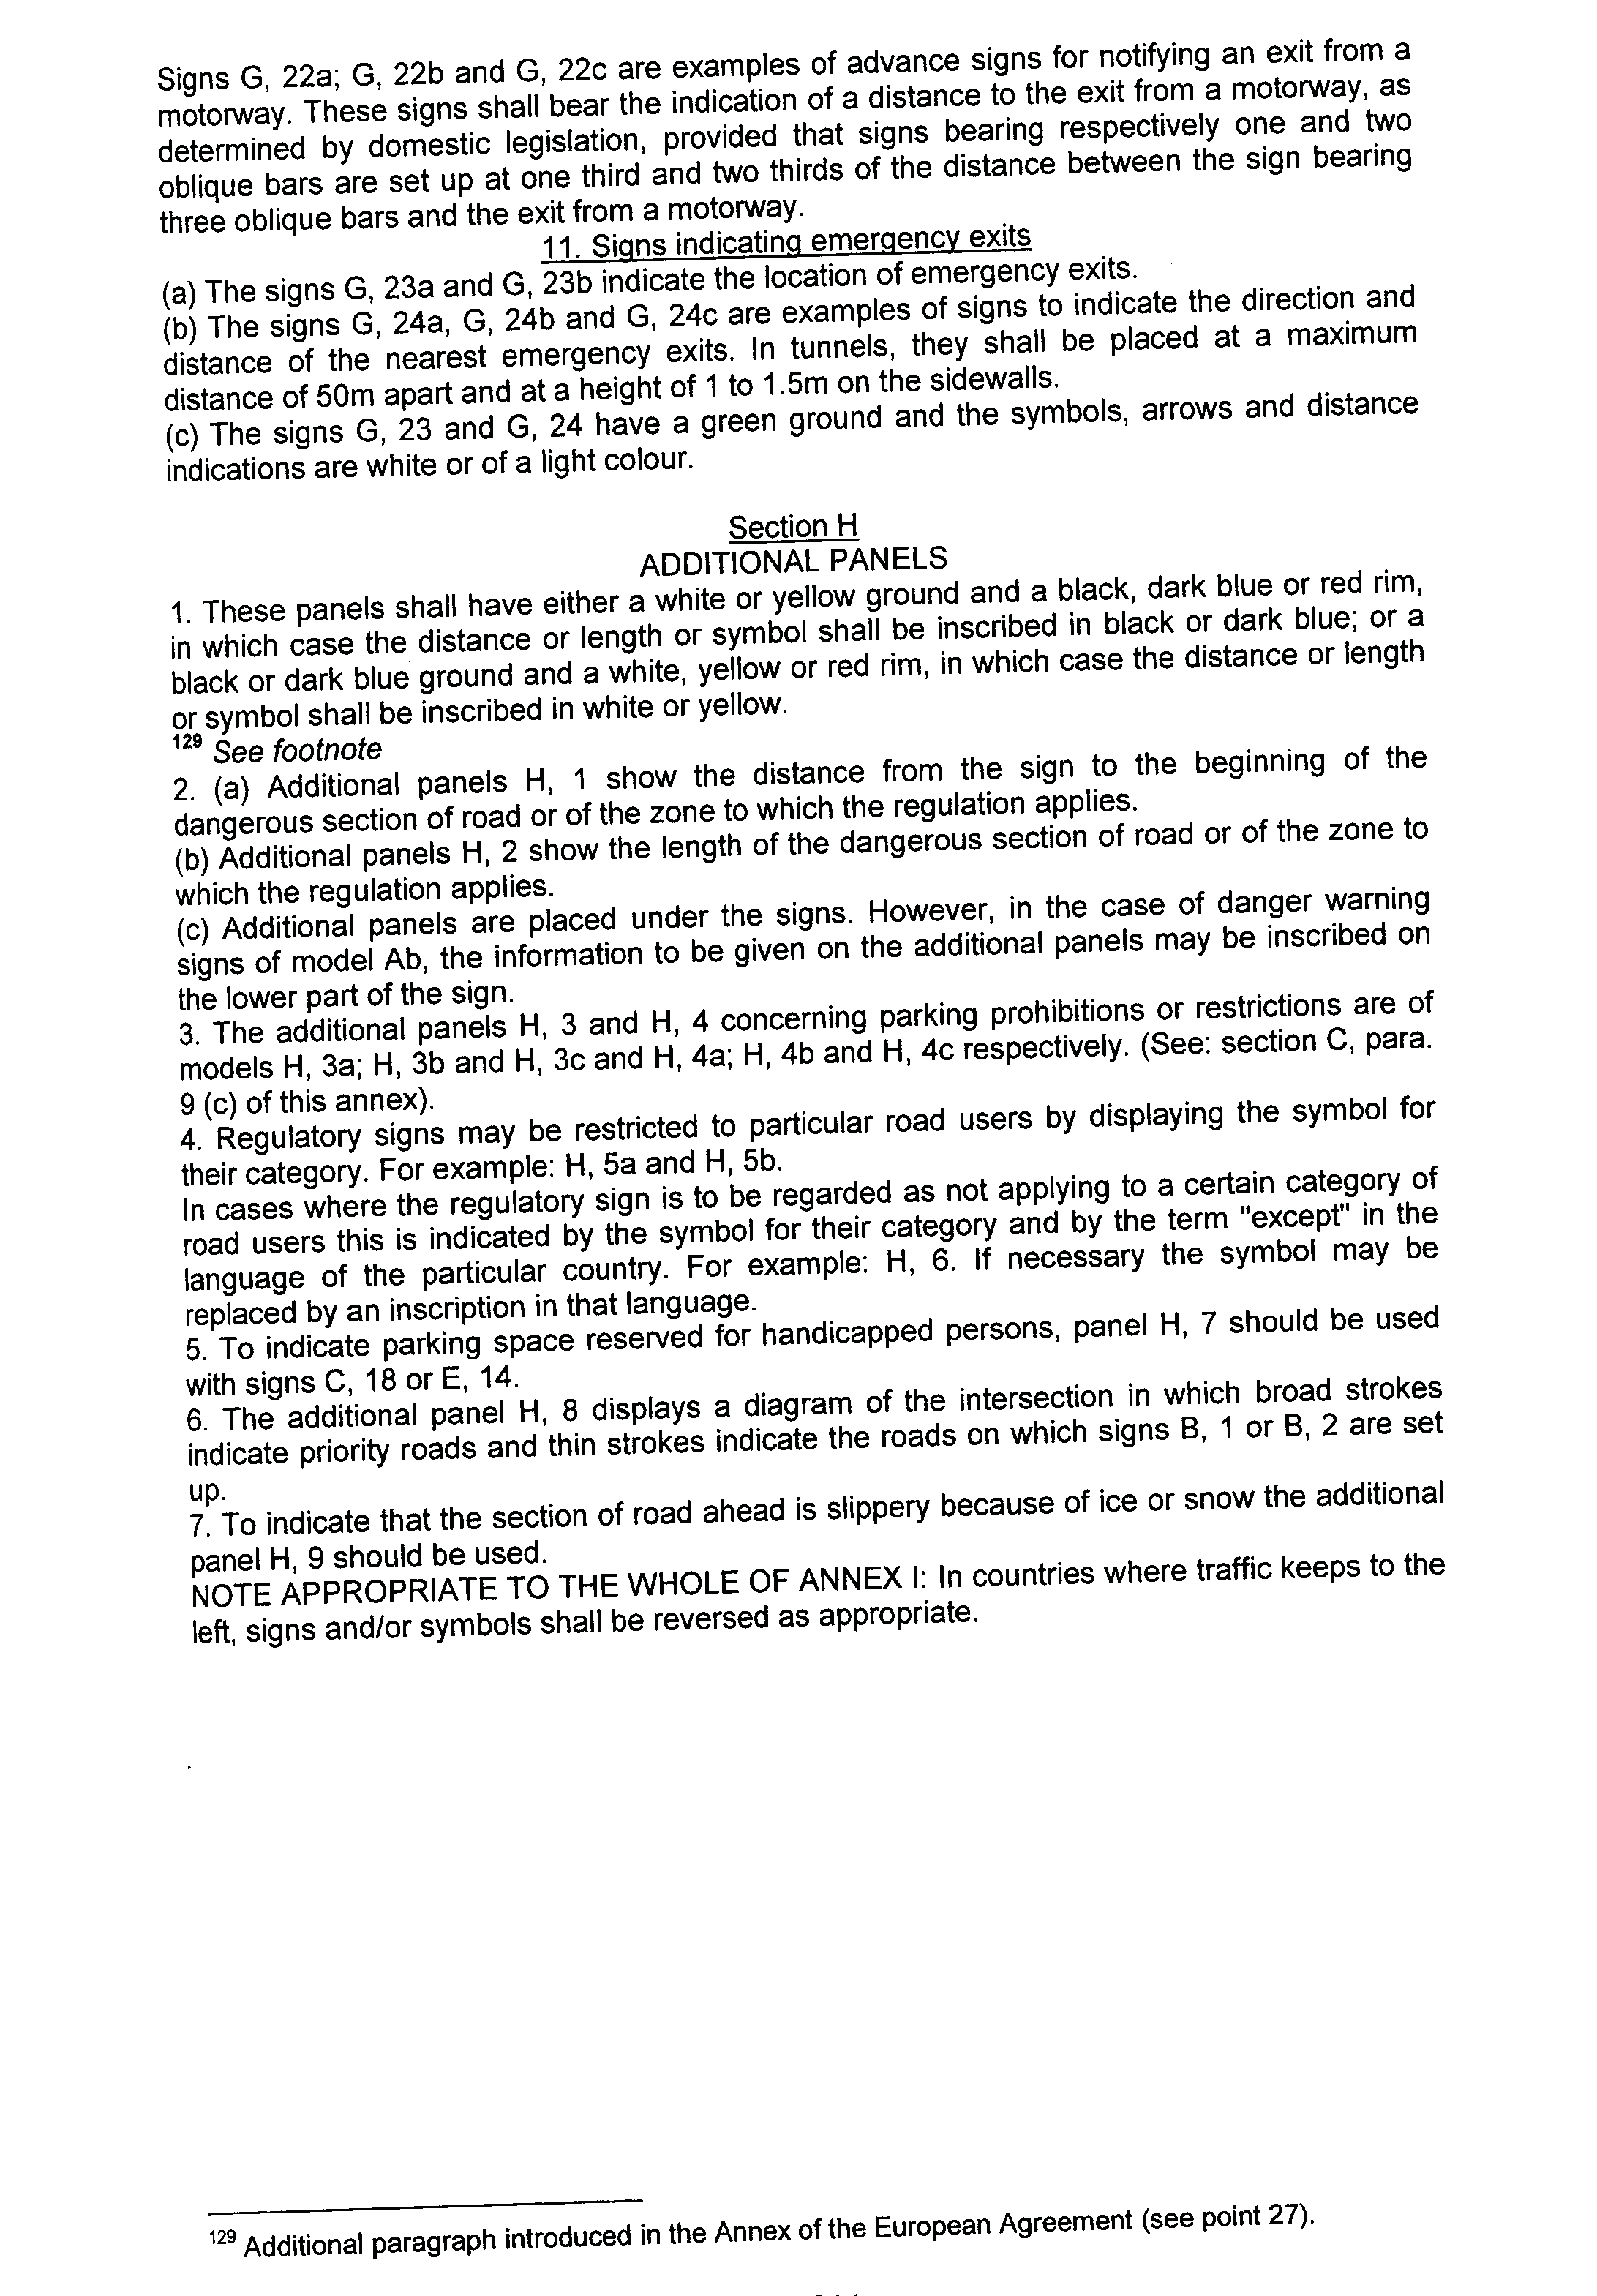 Signs G, 22a; G, 22b and G, 22c are examples of advance signs for notifying an exit from a
motorway. These signs shall bear the indication of a distance to the exit from a motorway, as
determined by domestic legislation, provided that signs bearing respectively one and two
oblique bars are set up at one third and two thirds of the distance between the sign bearing
three oblique bars and the exit from a motorway.
11. Signs indicating emergency exits
(a) The signs G, 23a and G, 23b indicate the location of emergency exits.
(b) The signs G, 24a, G, 24b and G, 24c are examples of signs to indicate the direction and
distance of the nearest emergency exits. In tunnels, they shall be placed at a maximum
distance of 50m apart and at a height of 1 to 1.5m on the sidewalls.
(c) The signs G, 23 and G, 24 have a green ground and the symbols, arrows and distance
indications are white or of a light colour.
Section H
ADDITIONAL PANELS
1. These panels shall have either a white or yellow ground and a black, dark blue or red rim,
in which case the distance or length or symbol shall be inscribed in black or dark blue; or a
black or dark blue ground and a white, yellow or red rim, in which case the distance or length
or symbol shall be inscribed in white or yellow.
129 See footnote
2. (a) Additional panels H, 1 show the distance from the sign to the beginning of the
dangerous section of road or of the zone to which the regulation applies.
(b) Additional panels H, 2 show the length of the dangerous section of road or of the zone to
which the regulation applies.
(c) Additional panels are placed under the signs. However, in the case of danger warning
signs of model Ab, the information to be given on the additional panels may be inscribed on
the lower part of the sign.
3. The additional panels H, 3 and H, 4 concerning parking prohibitions or restrictions are of
models H, 3a; H, 3b and H, 3c and H, 4a; H, 4b and H, 4c respectively. (See: section C, para.
9 (c) of this annex).
4. Regulatory signs may be restricted to particular road users by displaying the symbol for
their category. For example: H, 5a and H, 5b.
In cases where the regulatory sign is to be regarded as not applying to a certain category of
road users this is indicated by the symbol for their category and by the term "except" in the
language of the particular country. For example: H, 6. If necessary the symbol may be
replaced by an inscription in that language.
5. To indicate parking space reserved for handicapped persons, panel H, 7 should be used
with signs C, 18 or E, 14.
6. The additional panel H, 8 displays a diagram of the intersection in which broad strokes
indicate priority roads and thin strokes indicate the roads on which signs B, 1 or B, 2 are set
up.
7. To indicate that the section of road ahead is slippery because of ice or snow the additional
panel H, 9 should be used.
NOTE APPROPRIATE TO THE WHOLE OF ANNEX I: In countries where traffic keeps to the
left, signs and/or symbols shall be reversed as appropriate.
129 Additional paragraph introduced in the Annex of the European Agreement (see point 27).